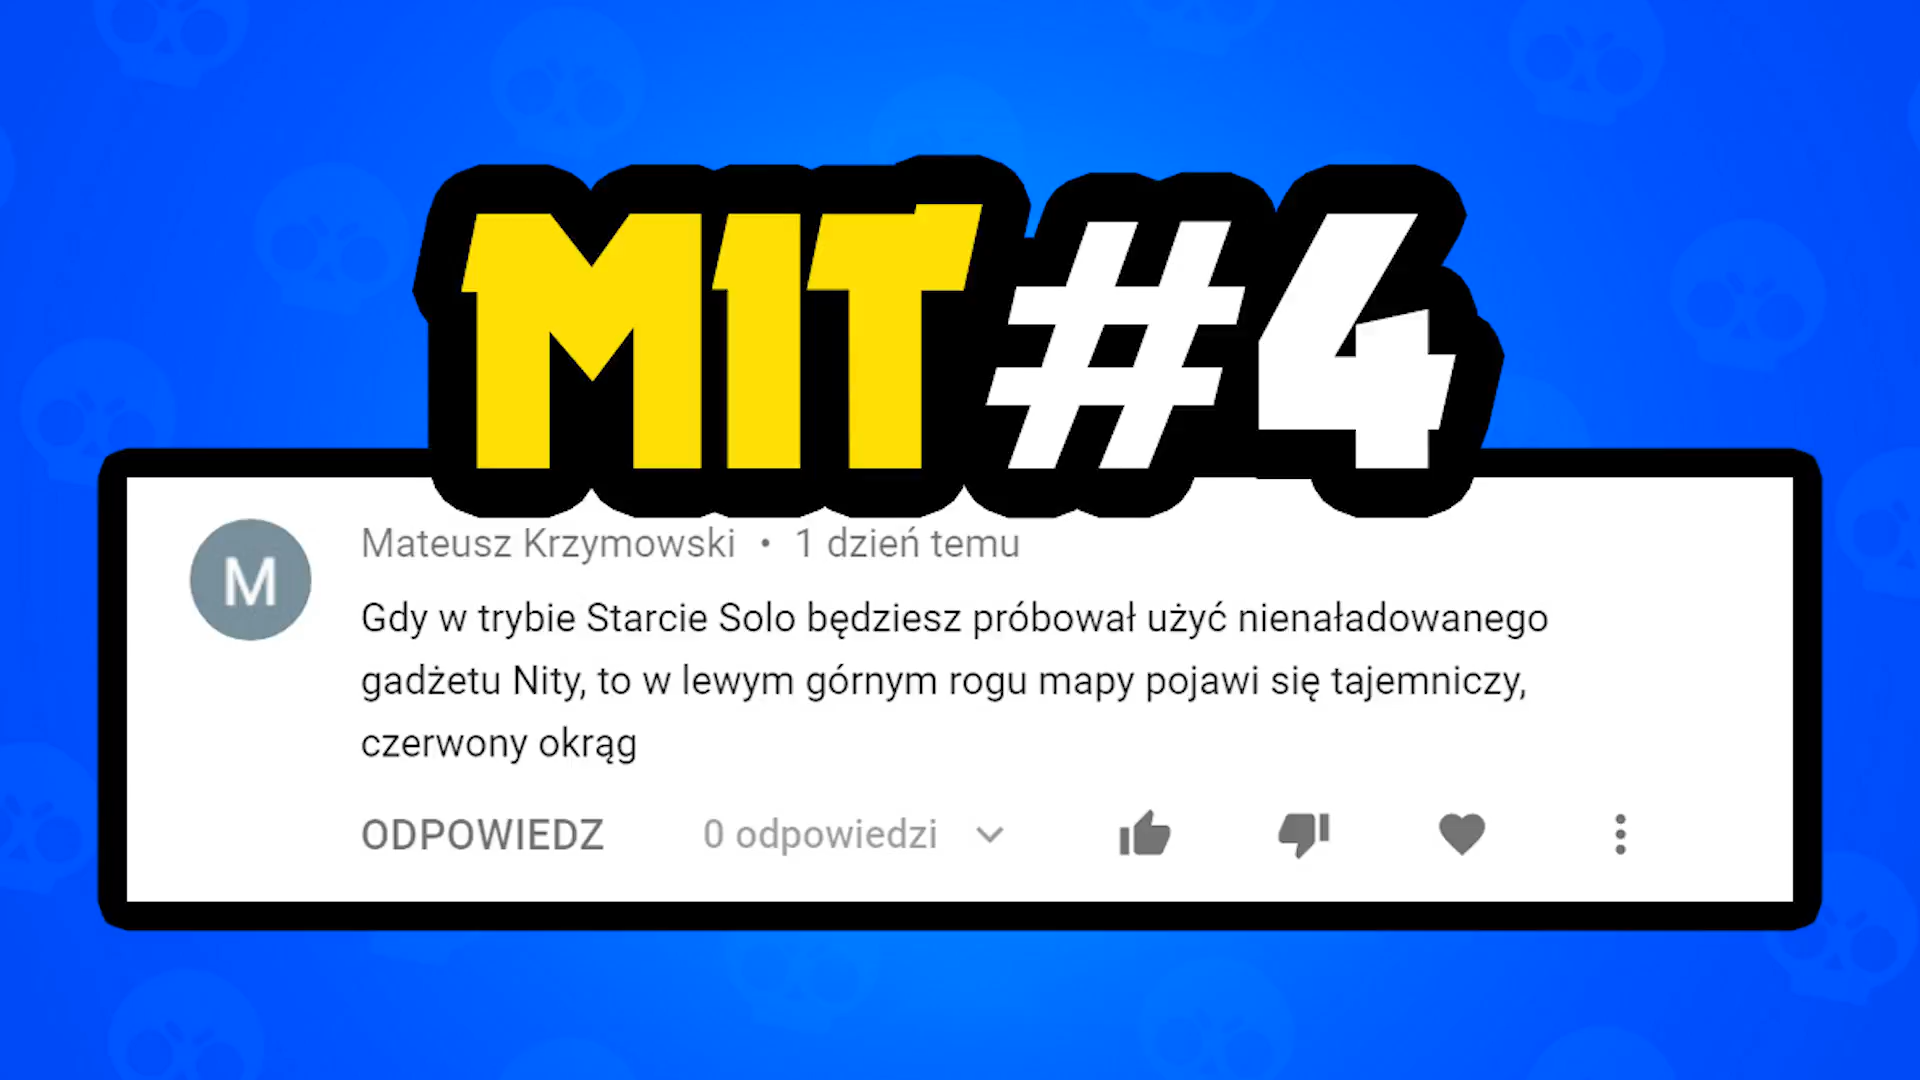 MIT #4
M
Mateusz Krzymowski • 1 dzień temu
Gdy w trybie Starcie Solo będziesz próbował użyć nienaładowanego
gadżetu Nity, to w lewym górnym rogu mapy pojawi się tajemniczy,
czerwony okrąg
ODPOWIEDZ 0 odpowiedzi